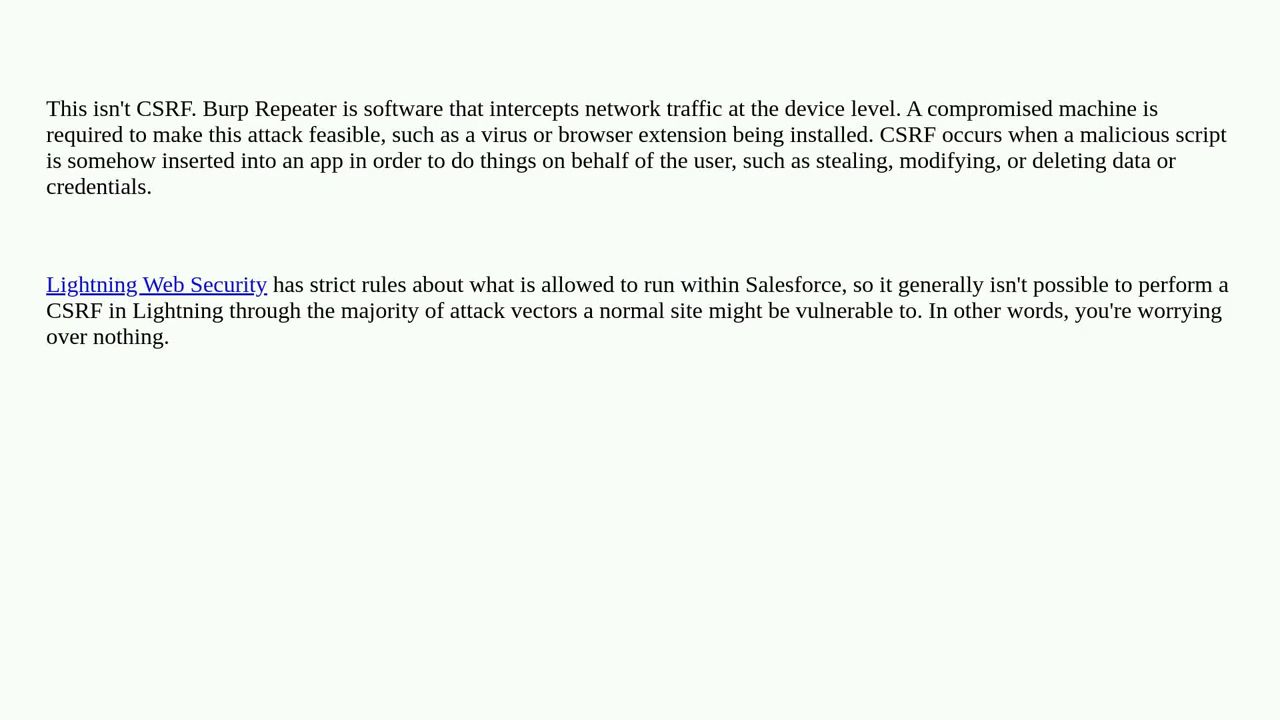 This isn't CSRF. Burp Repeater is software that intercepts network traffic at the device level. A compromised machine is
required to make this attack feasible, such as a virus or browser extension being installed. CSRF occurs when a malicious script
is somehow inserted into an app in order to do things on behalf of the user, such as stealing, modifying, or deleting data or
credentials.
Lightning Web Security has strict rules about what is allowed to run within Salesforce, so it generally isn't possible to perform a
CSRF in Lightning through the majority of attack vectors a normal site might be vulnerable to. In other words, you're worrying
over nothing.